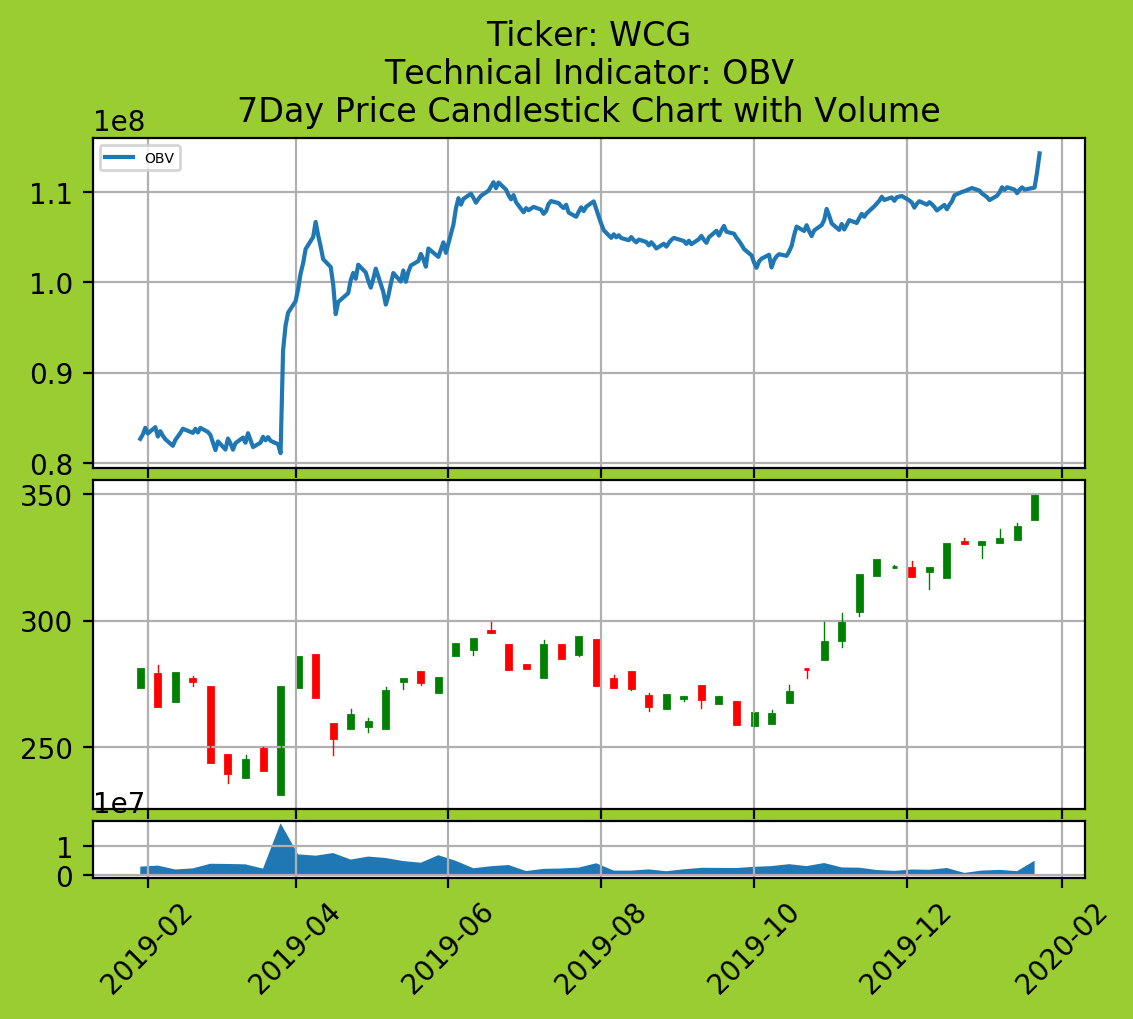 Ticker: WCG
Technical Indicator: OBV
7Day Price Candlestick Chart with Volume
1e8
OBV
1.1
1.0
0.9
0.8
350
300
250
1e7
1
0
2019-02
2019-04
2019-06
2019-08
2019-10
2019-12
2020-02